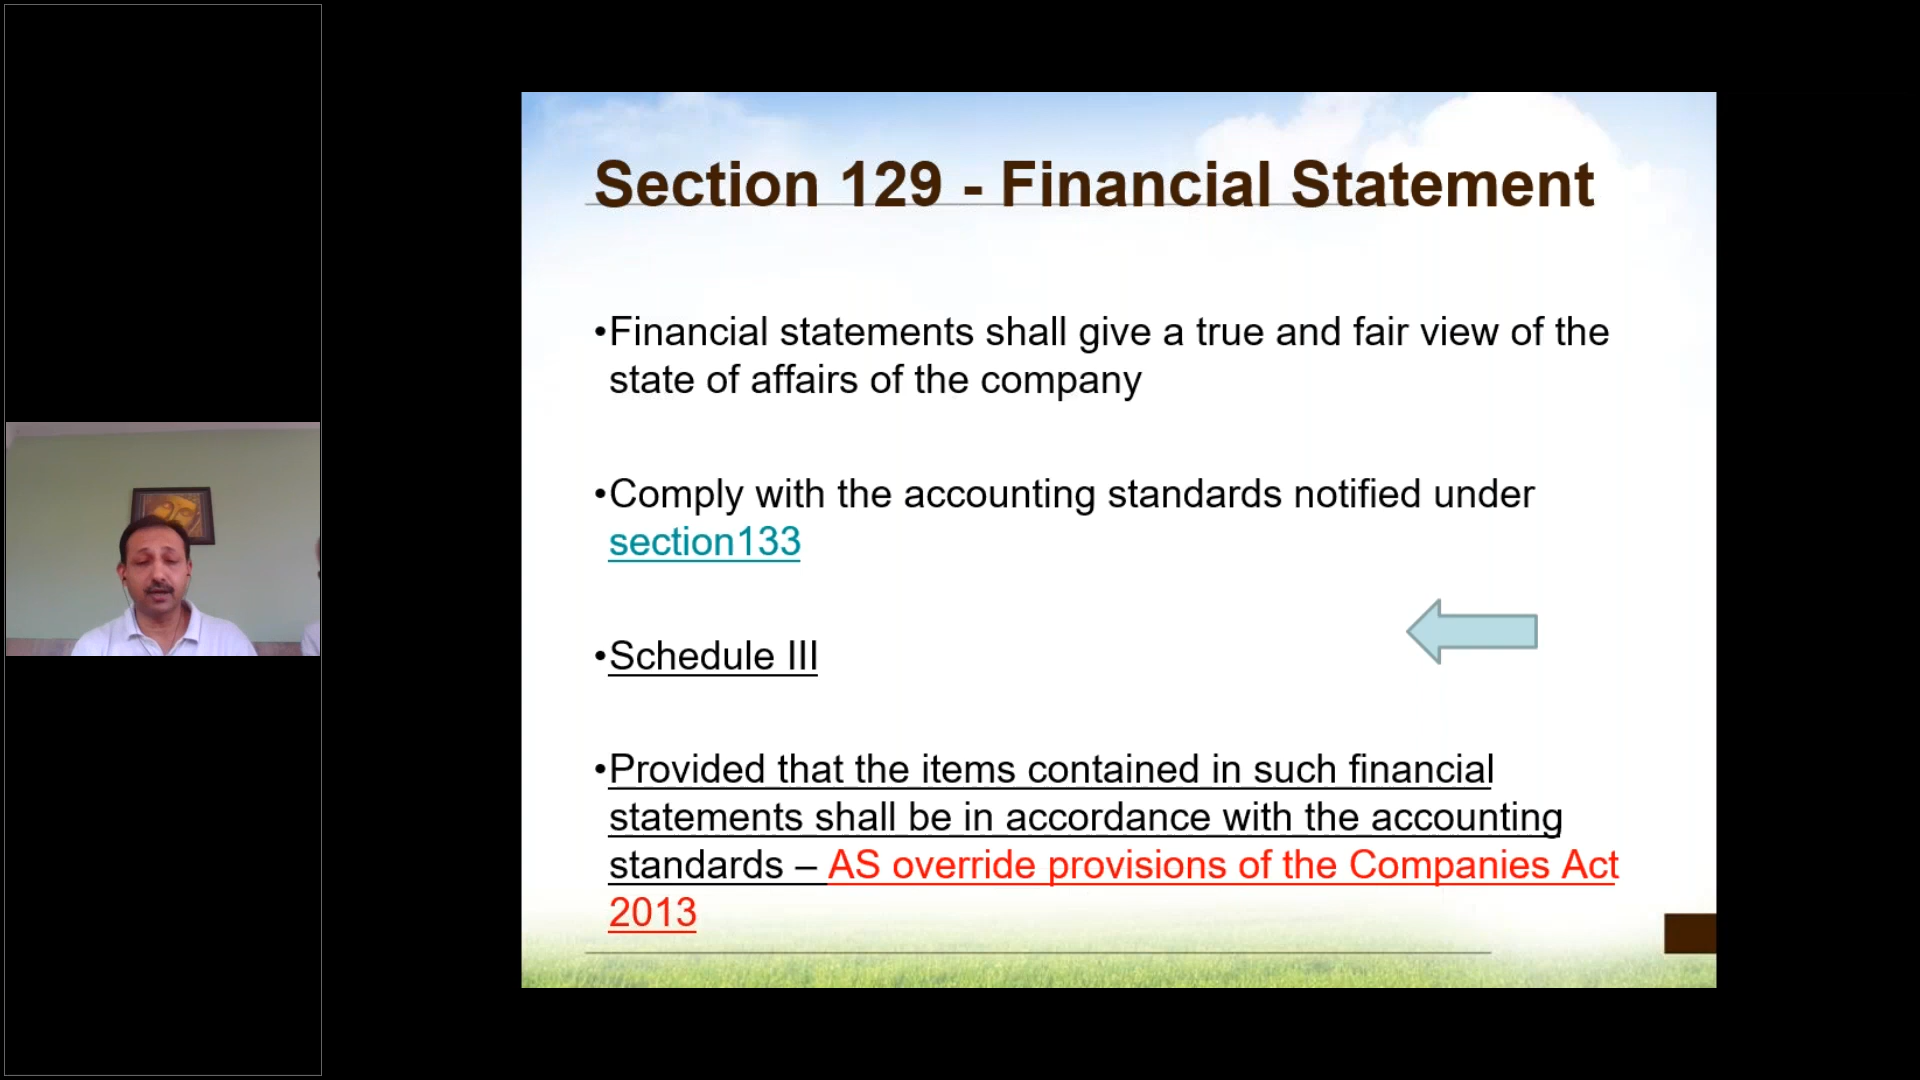 Section 129 - Financial Statement
•Financial statements shall give a true and fair view of the
state of affairs of the company
•Comply with the accounting standards notified under
section133
•Schedule III
•Provided that the items contained in such financial
statements shall be in accordance with the accounting
standards – AS override provisions of the Companies Act
2013